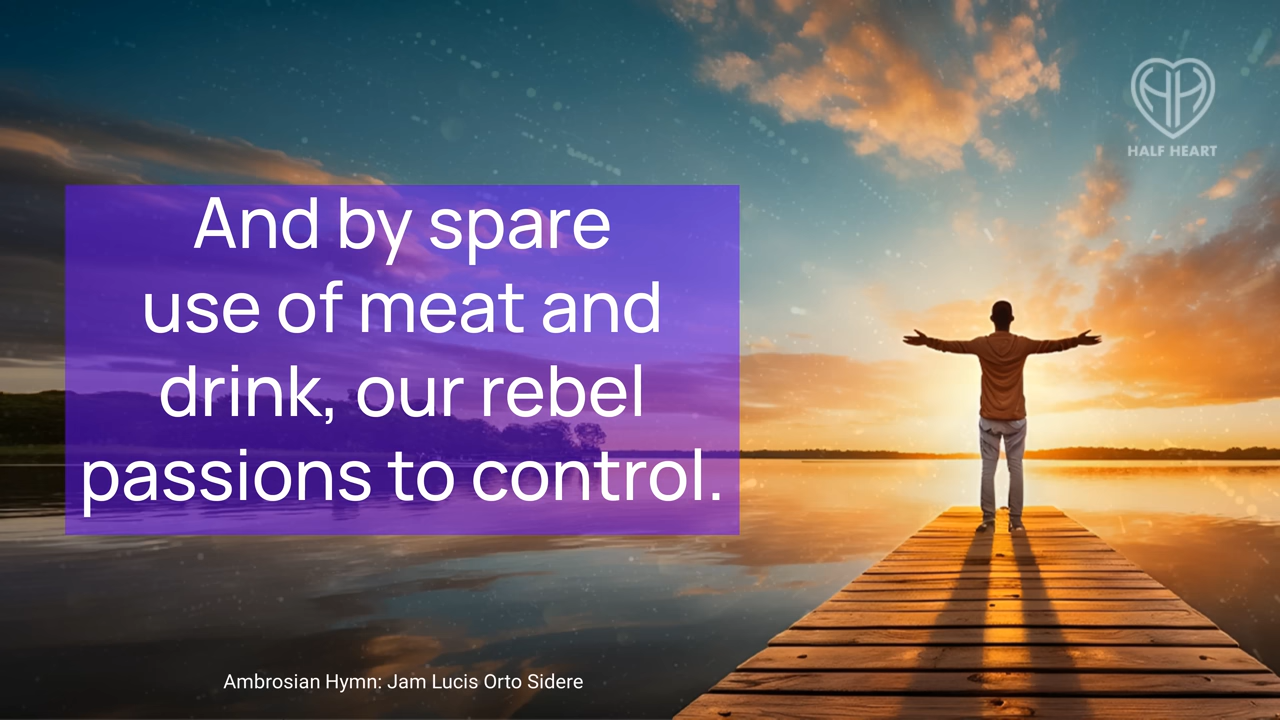 HALF HEART
And by spare
use of meat and
drink, our rebel
passions to control.
Ambrosian Hymn: Jam Lucis Orto Sidere